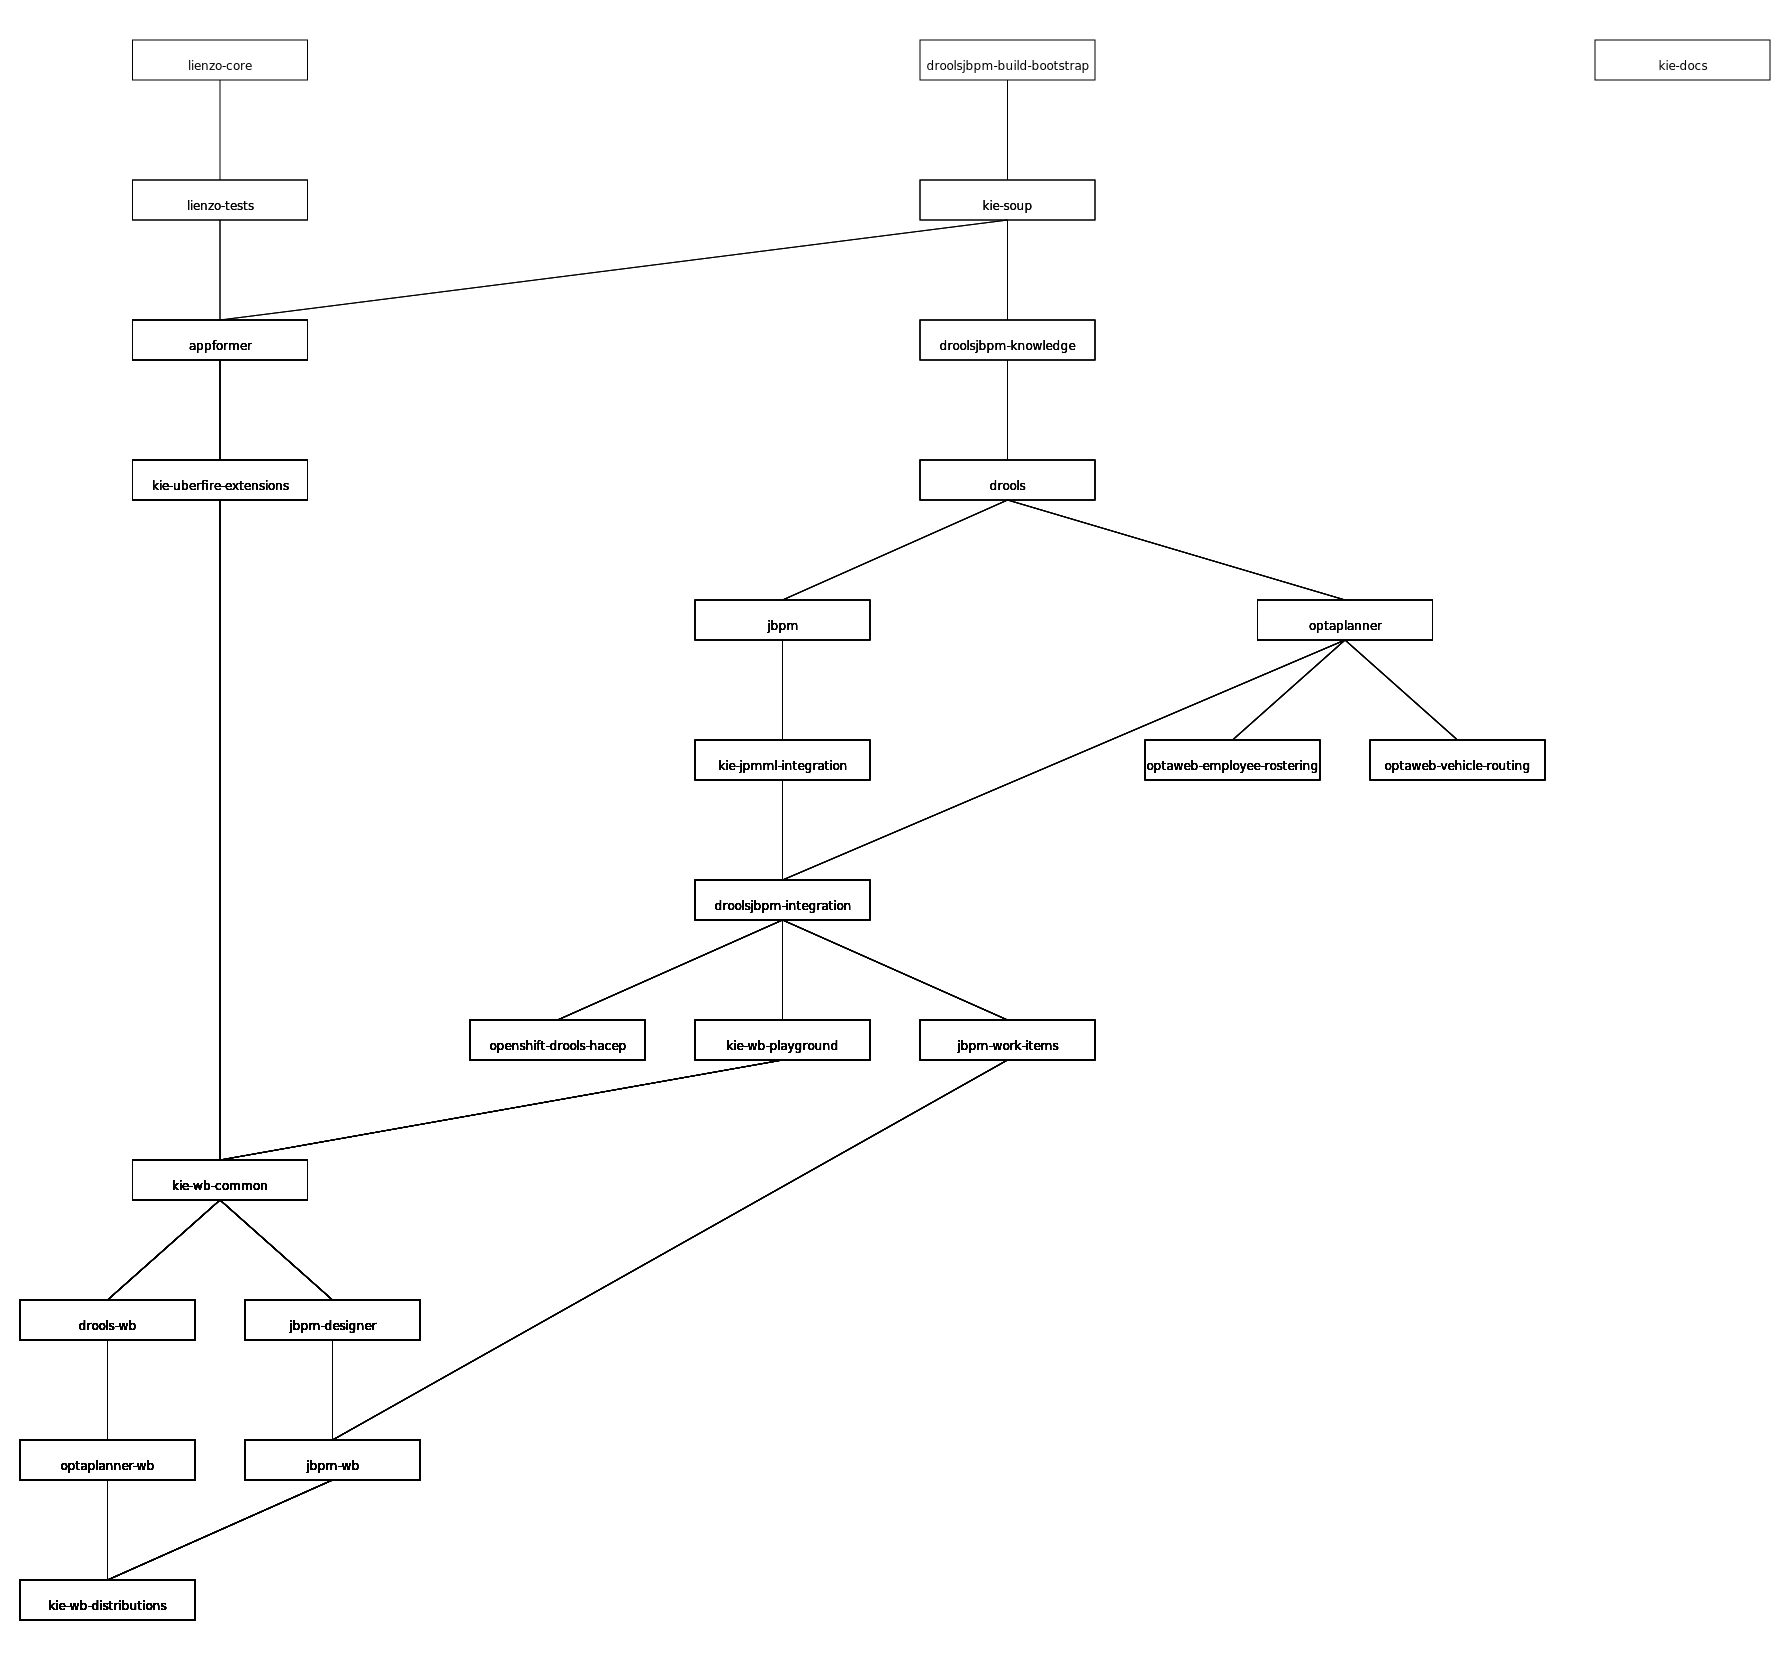 lienzo-core
droolsjbpm-build-bootstrap
kie-docs
lienzo-tests
kie-soup
appformer
droolsjbpm-knowledge
kie-uberfire-extensions
drools
jbpm
optaplanner
kie-jpmml-integration
optaweb-employee-rostering
optaweb-vehicle-routing
droolsjbpm-integration
openshift-drools-hacep
kie-wb-playground
jbpm-work-items
kie-wb-common
drools-wb
jbpm-designer
optaplanner-wb
jbpm-wb
kie-wb-distributions